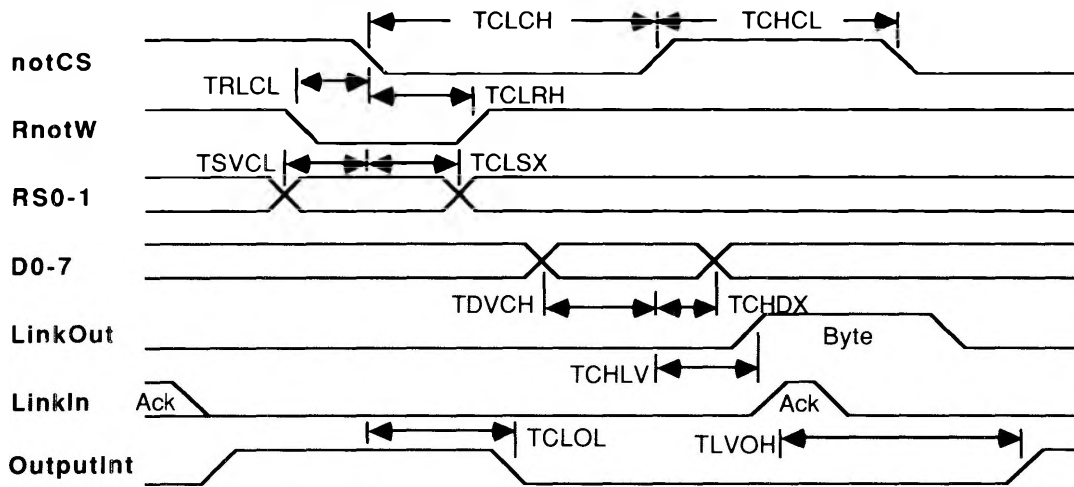 TCLCH TCHCL
notCS
TRLCL TCLRH
RnotW
TSVCL TCLSX
RS0-1
D0-7
TDVCH TCHDX
LinkOut Byte
TCHLV
LinkIn Ack Ack
TCLOL TLVOH
OutputInt